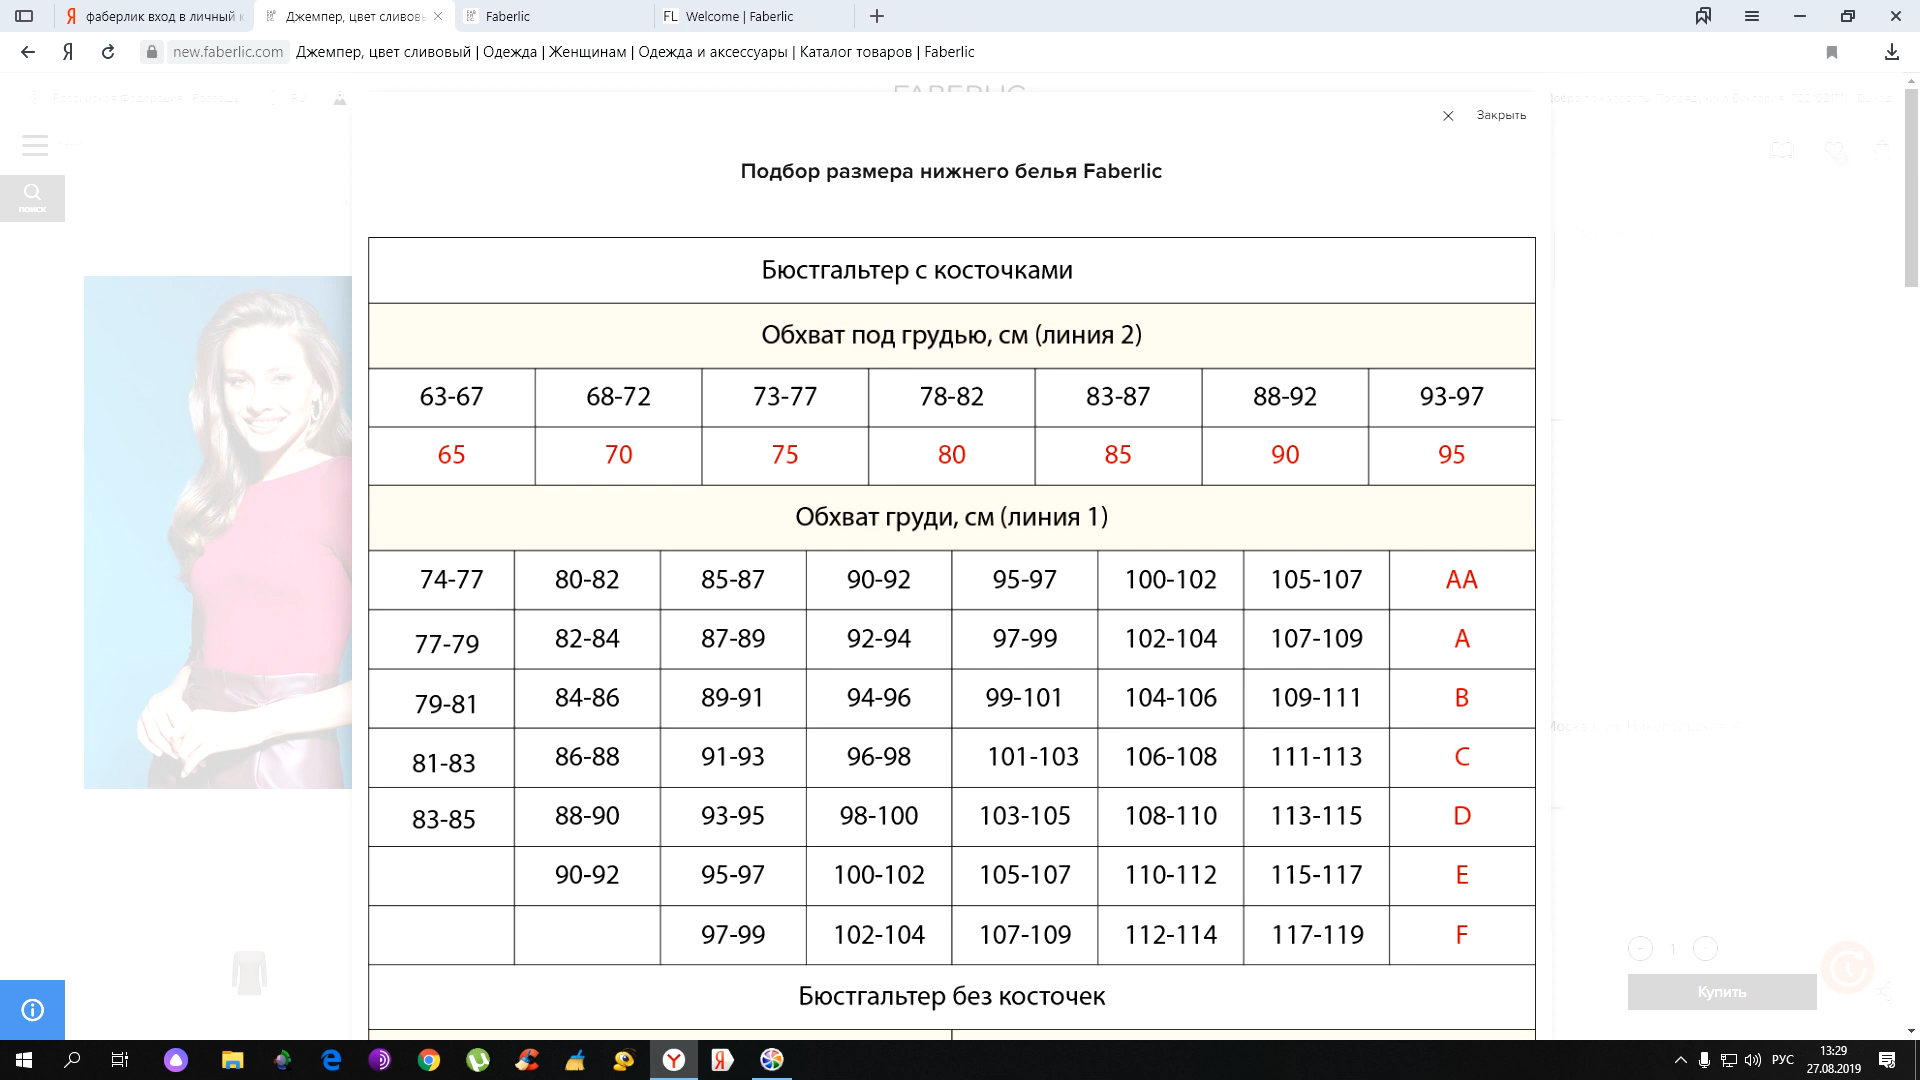 фаберлик вход в личный к
Джемпер, цвет сливовь
Faberlic
FL Welcome | Faberlic
new.faberlic.com Джемпер, цвет сливовый | Одежда | Женщинам | Одежда и аксессуары | Каталог товаров | Faberlic
FABERLIC
Закрыть
ПОИСК
Подбор размера нижнего белья Faberlic
Бюстгальтер с косточками
Обхват под грудью, см (линия 2)
63-67 68-72 73-77 78-82 83-87 88-92 93-97
65 70 75 80 85 90 95
Обхват груди, см (линия 1)
74-77 80-82 85-87 90-92 95-97 100-102 105-107 AA
77-79 82-84 87-89 92-94 97-99 102-104 107-109 A
79-81 84-86 89-91 94-96 99-101 104-106 109-111 B
81-83 86-88 91-93 96-98 101-103 106-108 111-113 C
83-85 88-90 93-95 98-100 103-105 108-110 113-115 D
90-92 95-97 100-102 105-107 110-112 115-117 E
97-99 102-104 107-109 112-114 117-119 F
Бюстгальтер без косточек
1
Купить
РУС
13:29
27.08.2019